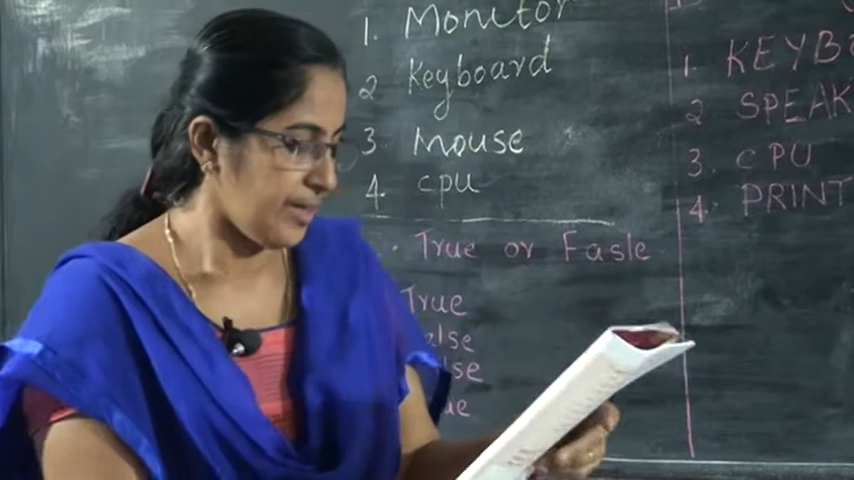 1. Monitor
2 Keyboard
3. Mouse
4. cpu
True or Fasle
True
1. KEYB
2 SPEAK
3. CPU
4. PRINT